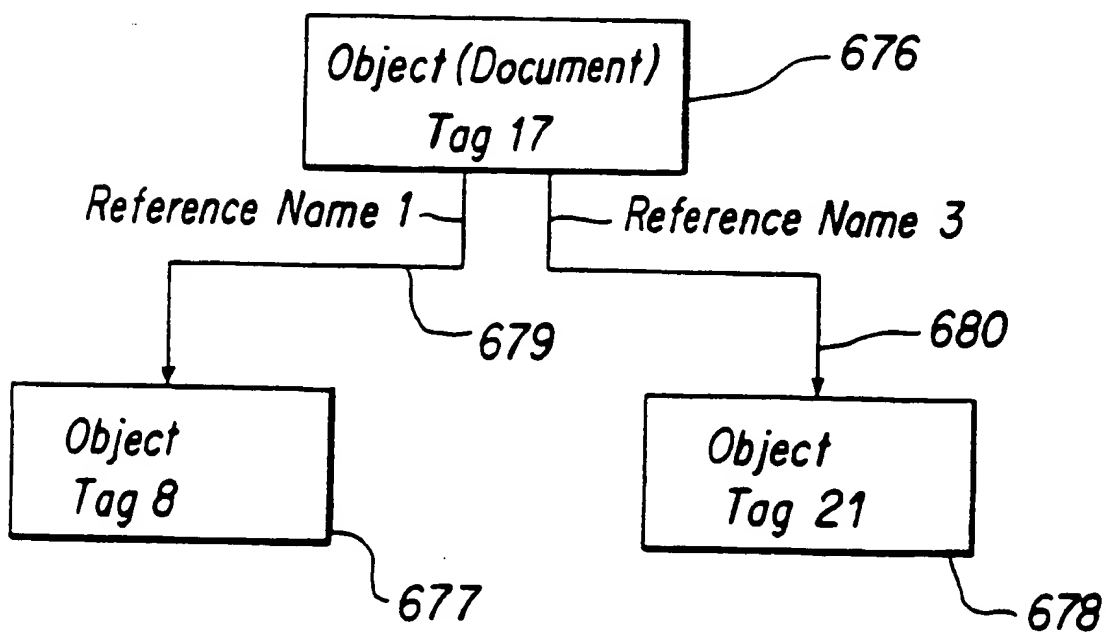 Object (Document)
Tag 17
676
Reference Name 1
Reference Name 3
679
680
Object
Tag 8
677
Object
Tag 21
678